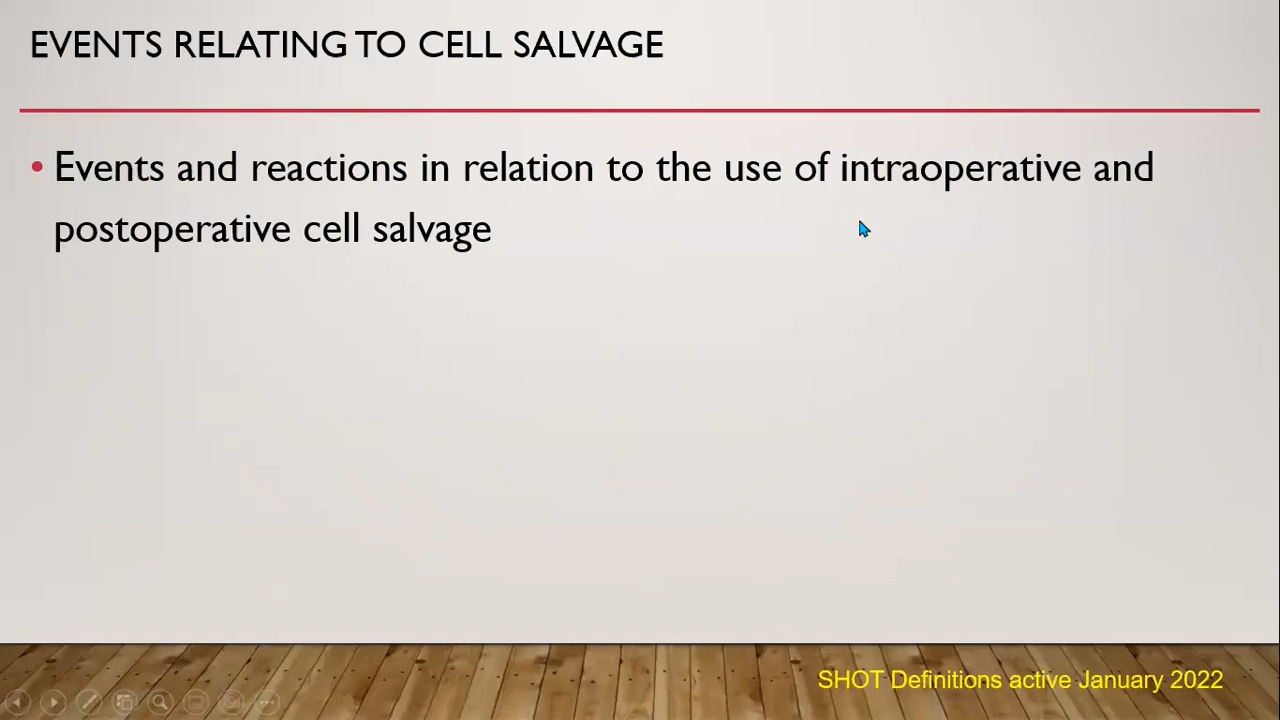 EVENTS RELATING TO CELL SALVAGE
• Events and reactions in relation to the use of intraoperative and
postoperative cell salvage
SHOT Definitions active January 2022